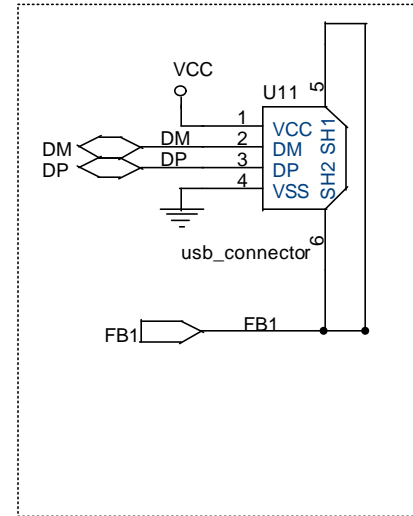 VCC
U11
5
1
VCC
SH1
DM
DM
2
DM
DP
DP
3
DP
4
VSS
SH2
usb_connector
6
FB1
FB1